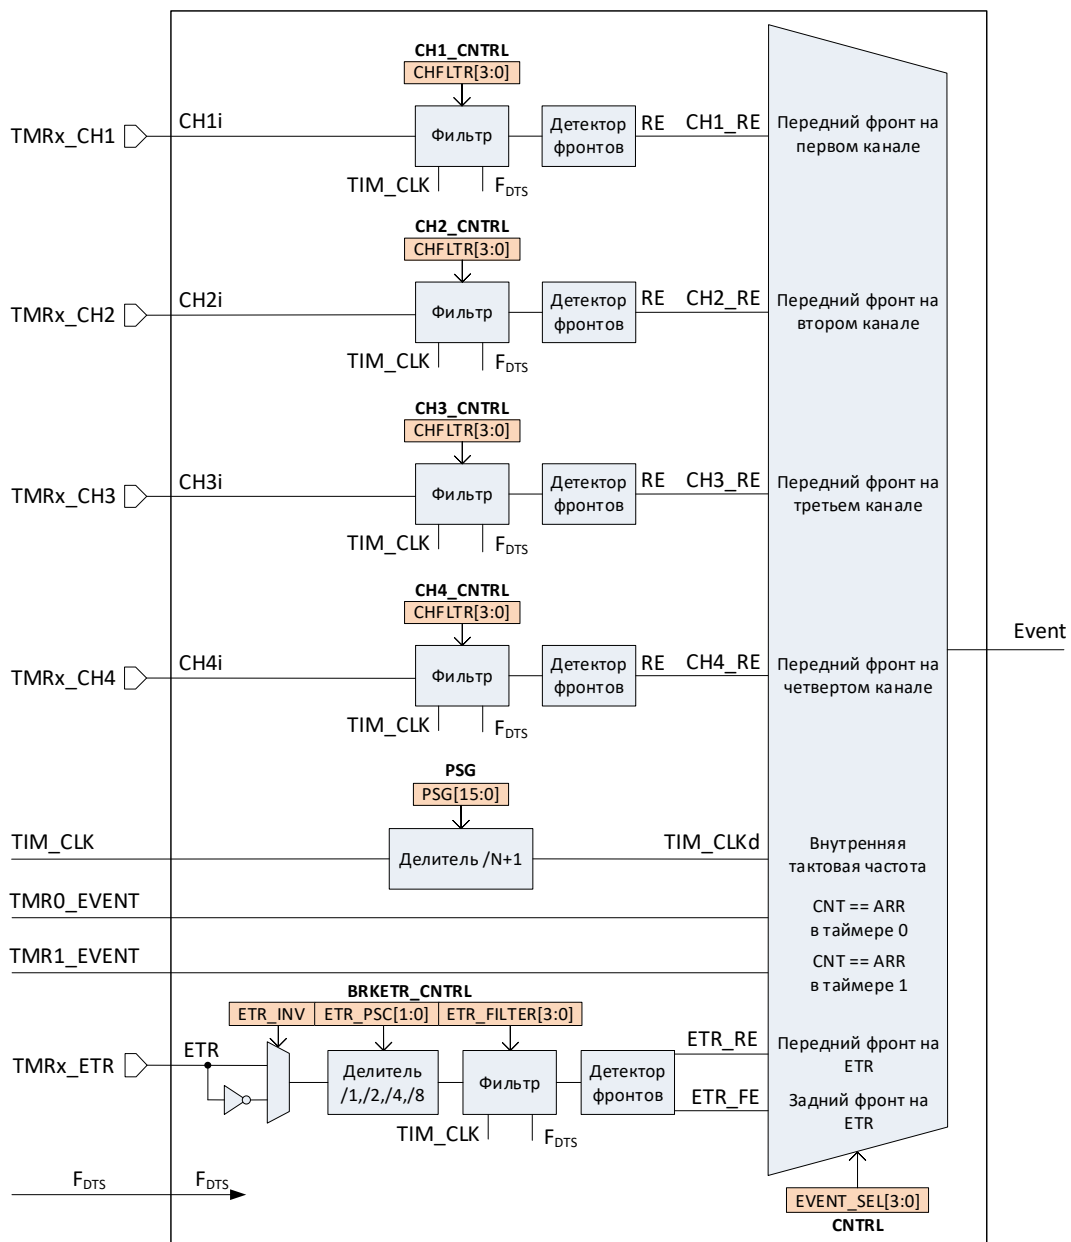 CH1_CNTRL
CHFLTR[3:0]
TMRx_CH1
CH1i
Фильтр
Детектор
фронтов
RE
CH1_RE
Передний фронт на
первом канале
TIM_CLK
FDTS
CH2_CNTRL
CHFLTR[3:0]
TMRx_CH2
CH2i
Фильтр
Детектор
фронтов
RE
CH2_RE
Передний фронт на
втором канале
TIM_CLK
FDTS
CH3_CNTRL
CHFLTR[3:0]
TMRx_CH3
CH3i
Фильтр
Детектор
фронтов
RE
CH3_RE
Передний фронт на
третьем канале
TIM_CLK
FDTS
CH4_CNTRL
CHFLTR[3:0]
Event
TMRx_CH4
CH4i
Фильтр
Детектор
фронтов
RE
CH4_RE
Передний фронт на
четвертом канале
TIM_CLK
FDTS
PSG
PSG[15:0]
TIM_CLK
Делитель /N+1
TIM_CLKd
Внутренняя
тактовая частота
TMR0_EVENT
CNT == ARR
в таймере 0
TMR1_EVENT
CNT == ARR
в таймере 1
BRKETR_CNTRL
ETR_INV
ETR_PSC[1:0]
ETR_FILTER[3:0]
TMRx_ETR
ETR
Делитель
/1,/2,/4,/8
Фильтр
Детектор
фронтов
ETR_RE
Передний фронт на
ETR
ETR_FE
Задний фронт на
ETR
TIM_CLK
FDTS
FDTS
FDTS
EVENT_SEL[3:0]
CNTRL